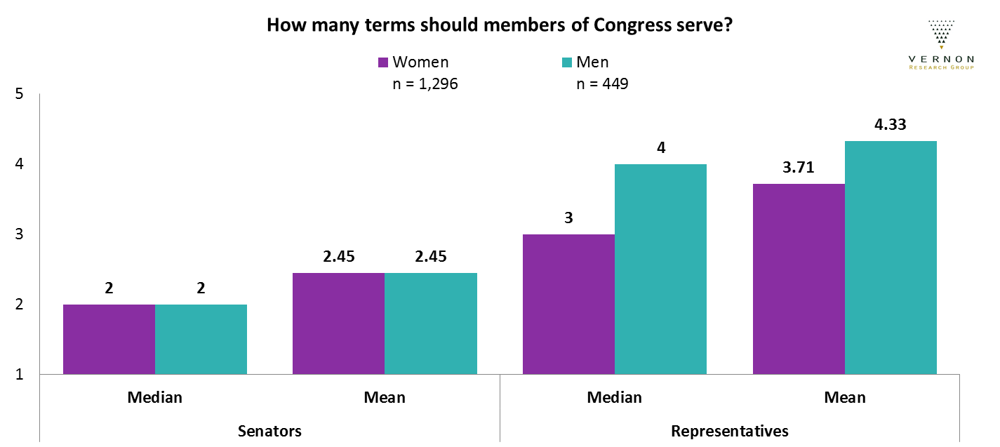 How many terms should members of Congress serve?
VERNON
RESEARCH GROUP
Women
n = 1,296
Men
n = 449
5
4
3
2
1
2
2
2.45
2.45
3
4
3.71
4.33
Median
Mean
Median
Mean
Senators
Representatives